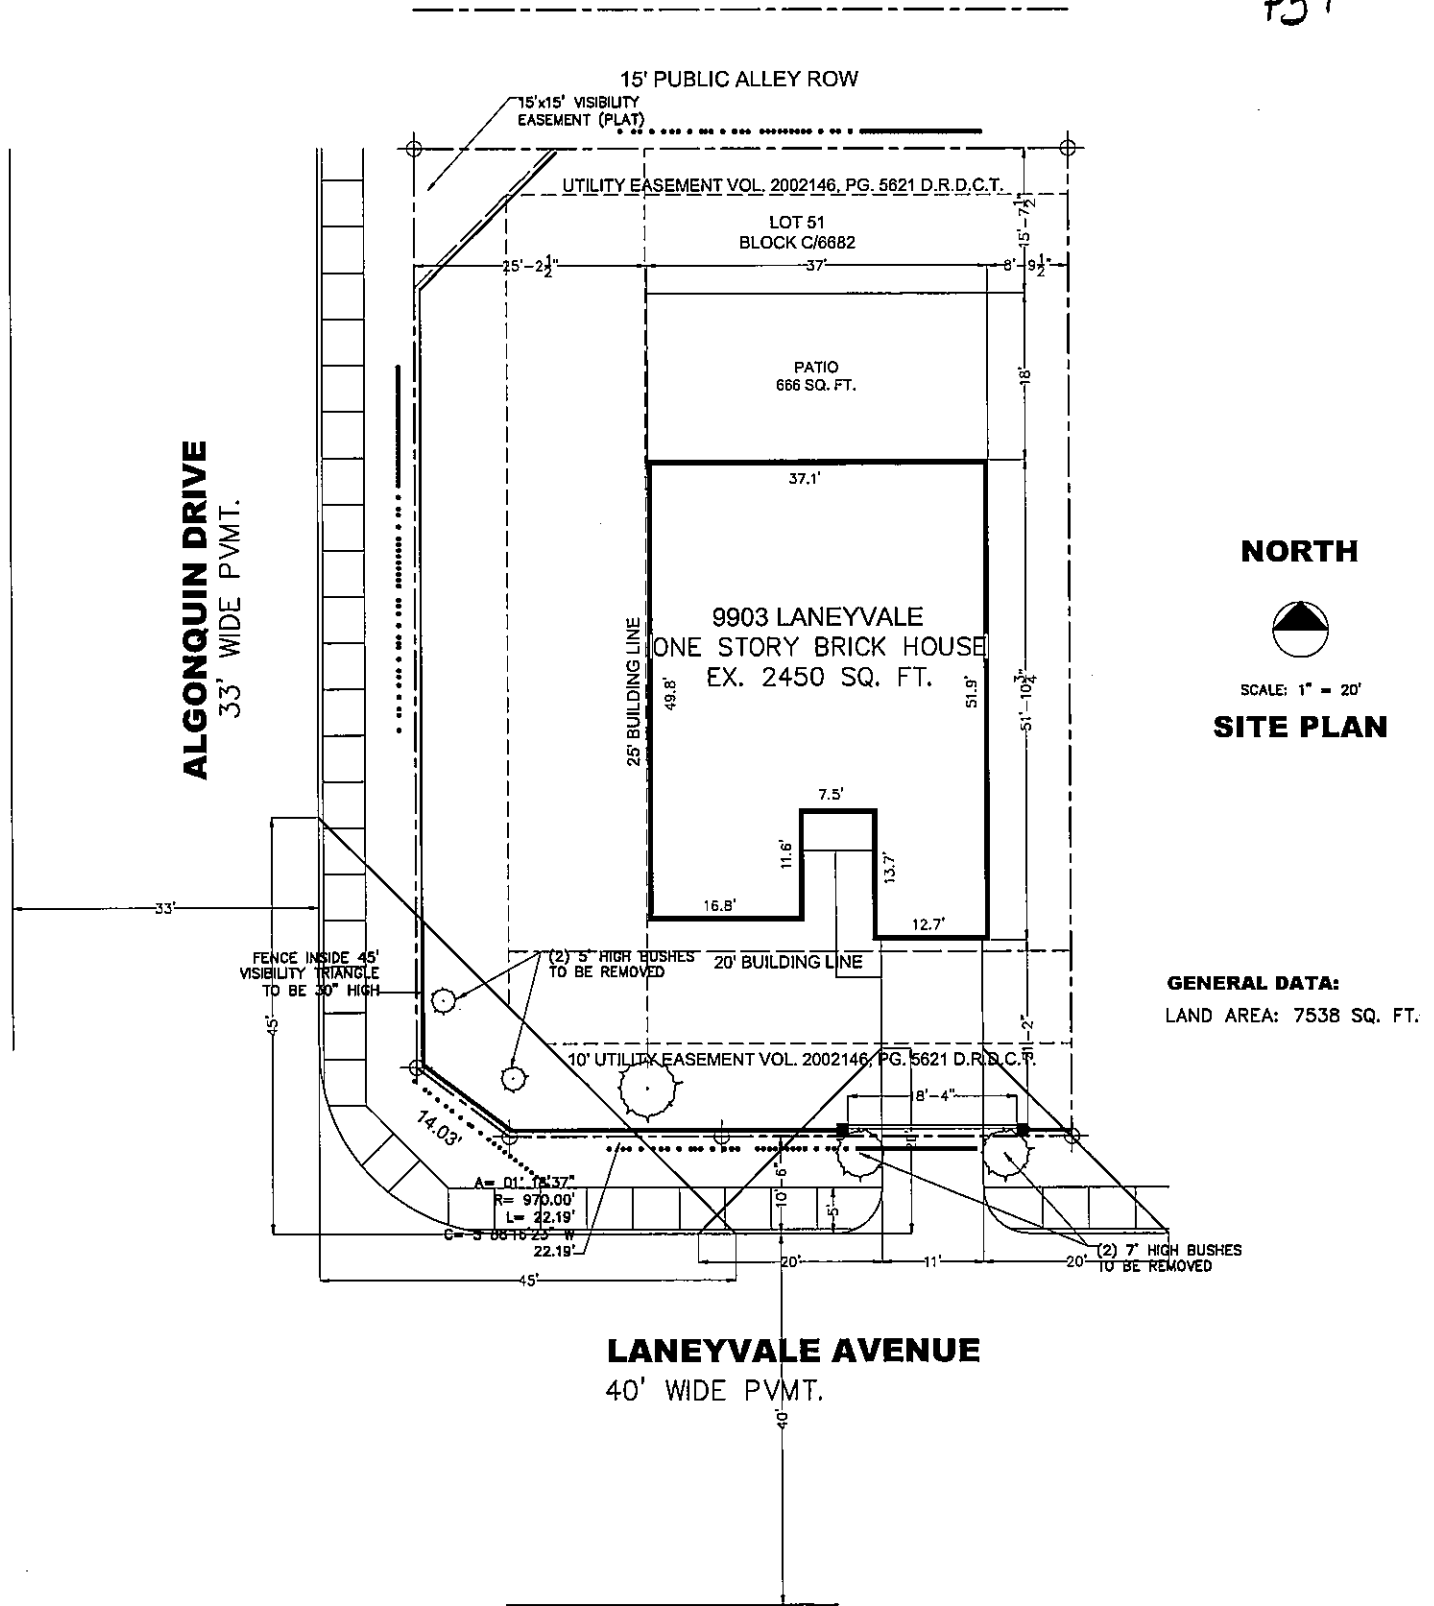 15' PUBLIC ALLEY ROW
15'x15' VISIBILITY
EASEMENT (PLAT)
UTILITY EASEMENT VOL. 2002146, PG. 5621 D.R.D.C.T.
LOT 51
BLOCK C/6682
15'-7 1/2"
25'-2 1/2"
37'
8'-9 1/2"
PATIO
666 SQ. FT.
18'
37.1'
ALGONQUIN DRIVE
33' WIDE PVMT.
25' BUILDING LINE
9903 LANEYVALE
ONE STORY BRICK HOUSE
EX. 2450 SQ. FT.
49.8'
51.9'
51'-10 3/4"
NORTH
SCALE: 1" = 20'
SITE PLAN
7.5'
11.6'
13.7'
16.8'
12.7'
33'
FENCE INSIDE 45'
VISIBILITY TRIANGLE
TO BE 30" HIGH
(2) 5' HIGH BUSHES
TO BE REMOVED
20' BUILDING LINE
GENERAL DATA:
LAND AREA: 7538 SQ. FT.
45'
10' UTILITY EASEMENT VOL. 2002146, PG. 5621 D.R.D.C.T.
14.03'
R= 970.00'
L= 22.19'
22.19'
10'-6"
5'
(2) 7' HIGH BUSHES
TO BE REMOVED
20'
11'
20'
45'
LANEYVALE AVENUE
40' WIDE PVMT.
40'